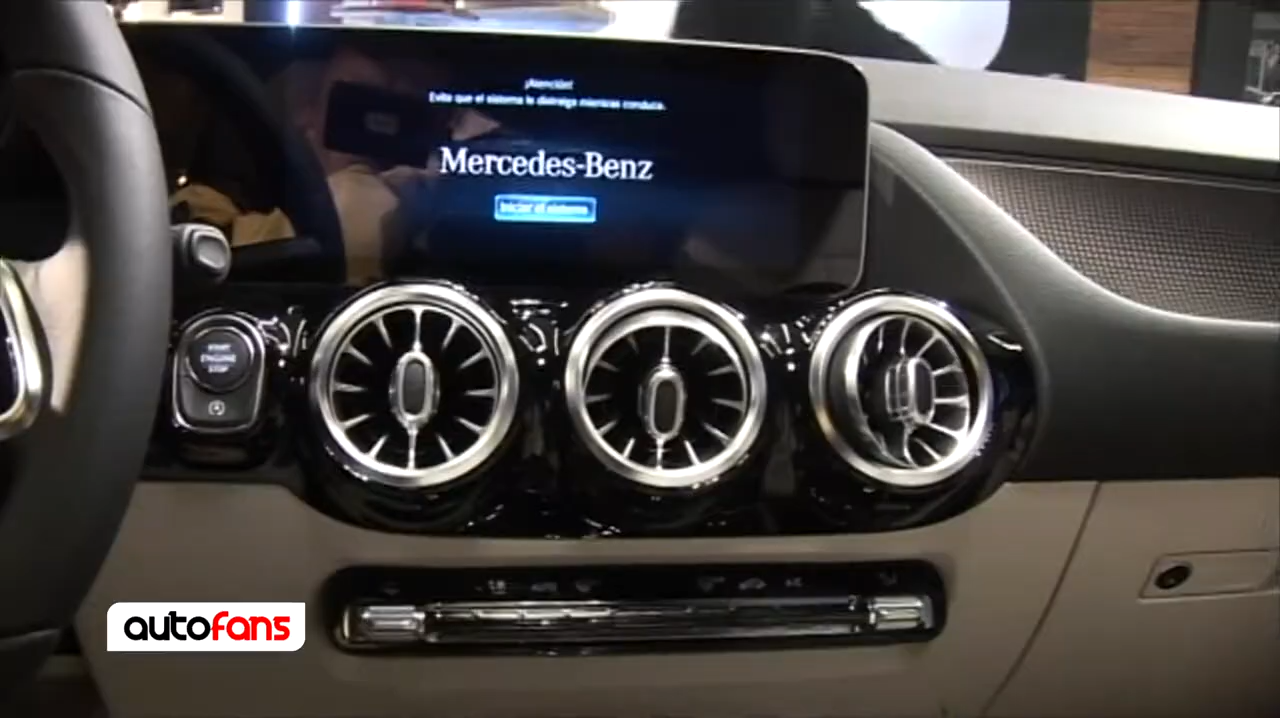 ¡Atención!
Evite que el sistema le distraiga mientras conduce.
Mercedes-Benz
Iniciar el sistema
START
ENGINE
STOP
autofans